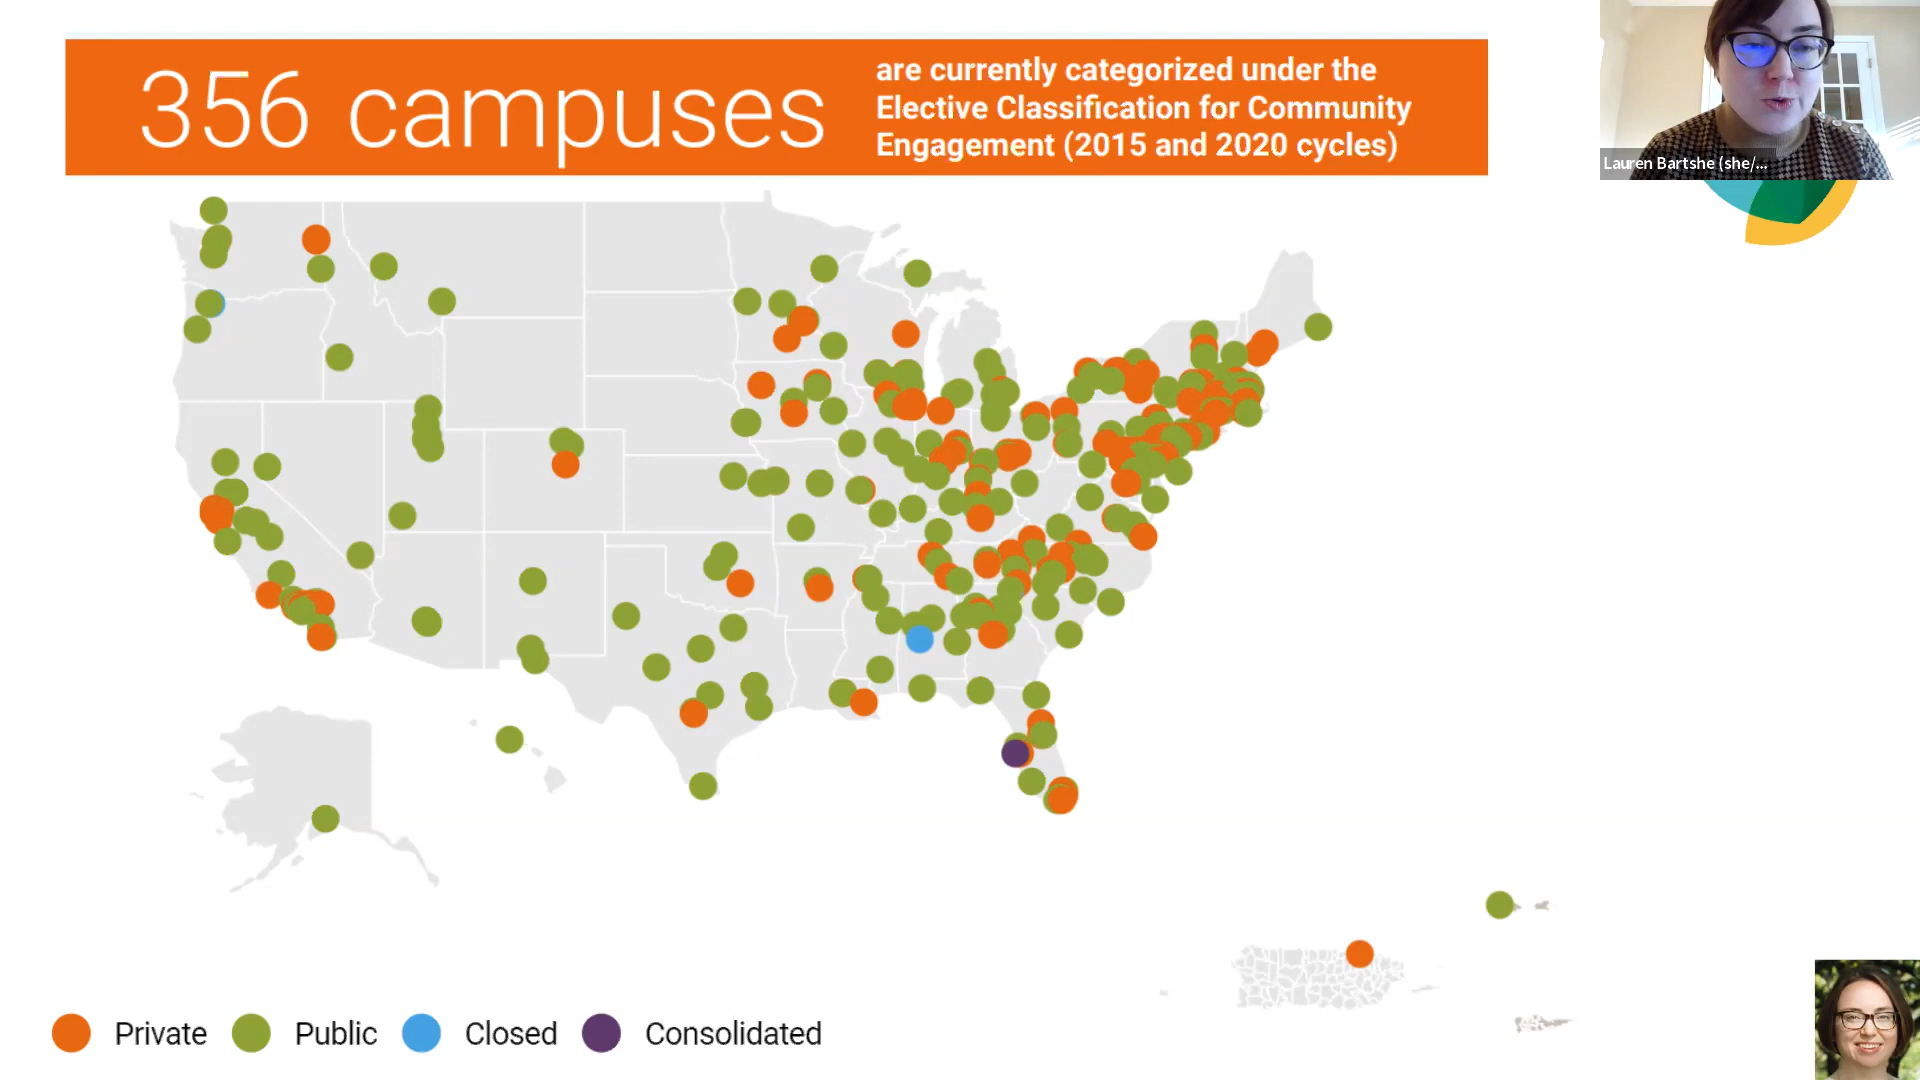 356 campuses
are currently categorized under the
Elective Classification for Community
Engagement (2015 and 2020 cycles)
Lauren Bartshe (she/...
Private
Public
Closed
Consolidated